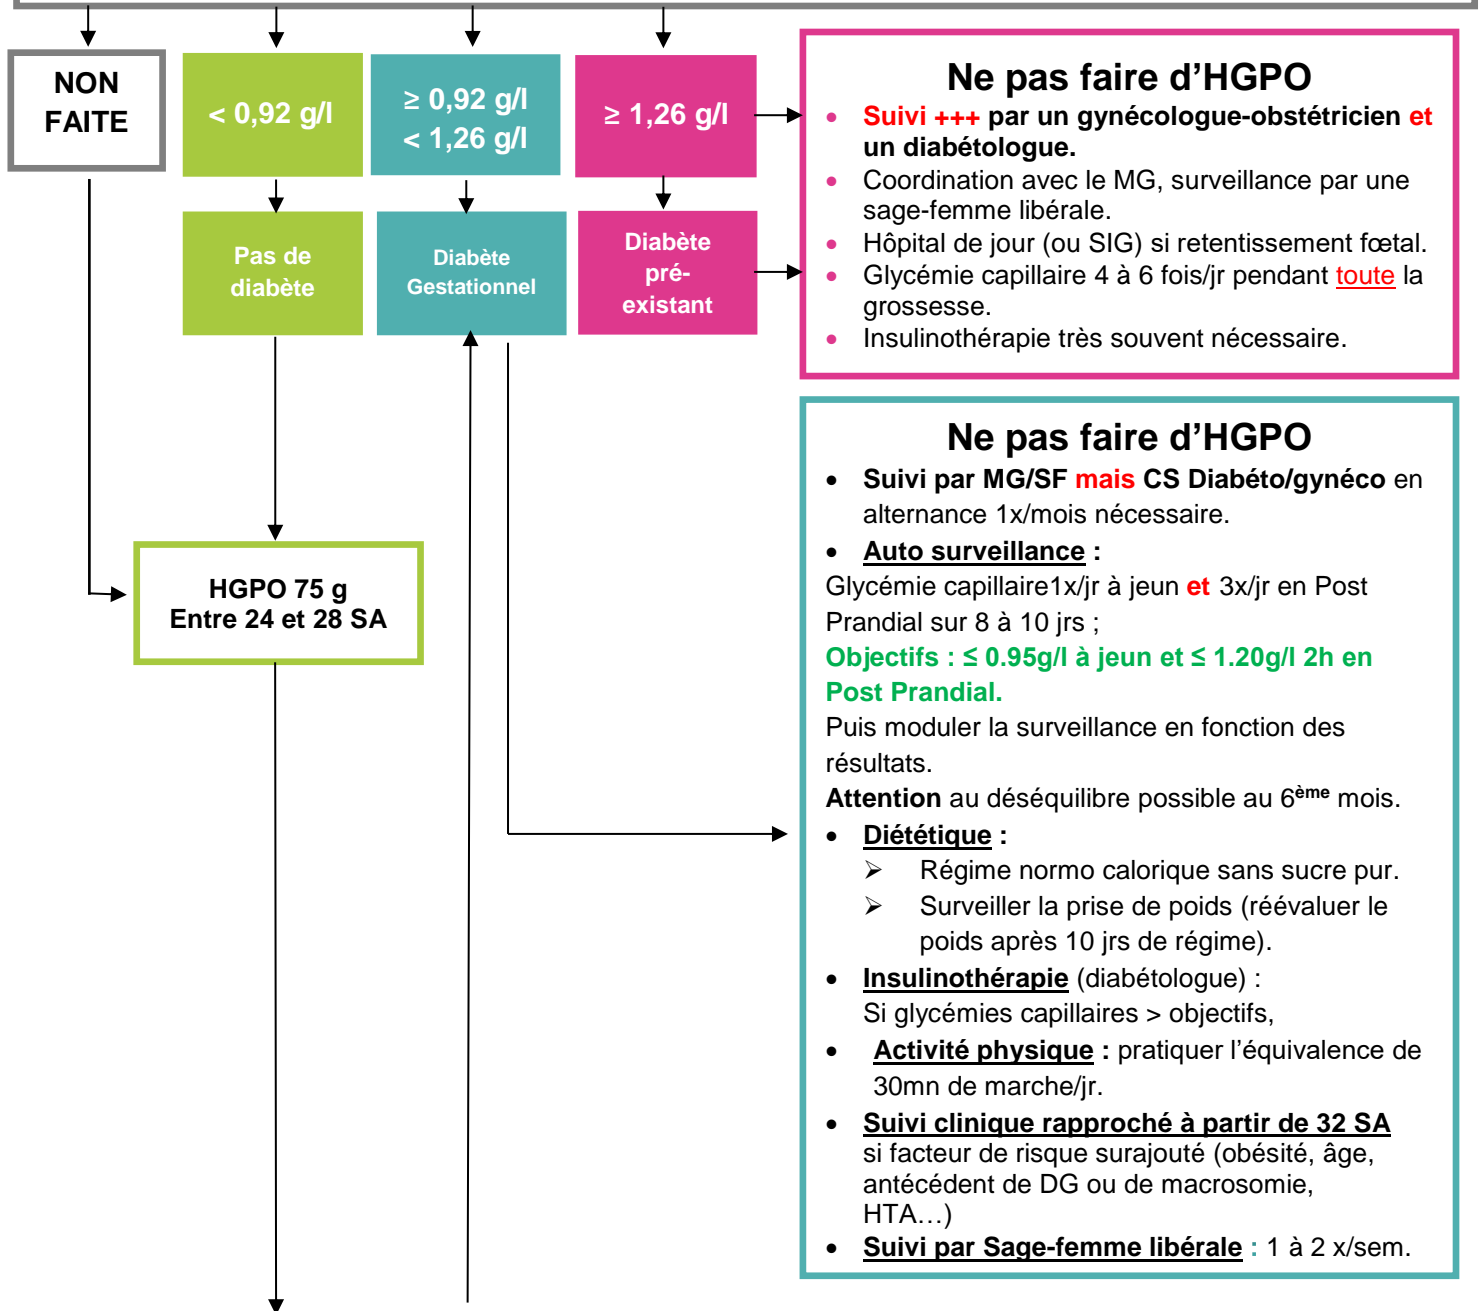 NON
FAITE
< 0,92 g/l
≥ 0,92 g/l
< 1,26 g/l
≥ 1,26 g/l
Pas de
diabète
Diabète
Gestationnel
Diabète
pré-
existant
HGPO 75 g
Entre 24 et 28 SA
Ne pas faire d’HGPO
• Suivi +++ par un gynécologue-obstétricien et
un diabétologue.
• Coordination avec le MG, surveillance par une
sage-femme libérale.
• Hôpital de jour (ou SIG) si retentissement fœtal.
• Glycémie capillaire 4 à 6 fois/jr pendant toute la
grossesse.
• Insulinothérapie très souvent nécessaire.
Ne pas faire d’HGPO
• Suivi par MG/SF mais CS Diabéto/gynéco en
alternance 1x/mois nécessaire.
• Auto surveillance :
Glycémie capillaire1x/jr à jeun et 3x/jr en Post
Prandial sur 8 à 10 jrs ;
Objectifs : ≤ 0.95g/l à jeun et ≤ 1.20g/l 2h en
Post Prandial.
Puis moduler la surveillance en fonction des
résultats.
Attention au déséquilibre possible au 6ème mois.
• Diététique :
➢ Régime normo calorique sans sucre pur.
➢ Surveiller la prise de poids (réévaluer le
poids après 10 jrs de régime).
• Insulinothérapie (diabétologue) :
Si glycémies capillaires > objectifs,
• Activité physique : pratiquer l’équivalence de
30mn de marche/jr.
• Suivi clinique rapproché à partir de 32 SA
si facteur de risque surajouté (obésité, âge,
antécédent de DG ou de macrosomie,
HTA…)
• Suivi par Sage-femme libérale : 1 à 2 x/sem.